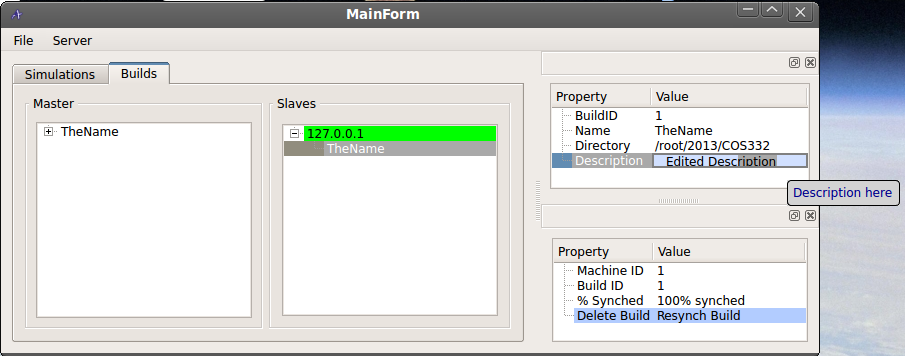 MainForm
File Server
Simulations Builds
Master
TheName
Slaves
127.0.0.1
TheName
Property Value
BuildID 1
Name TheName
Directory /root/2013/COS332
Description Edited Description
Description here
Property Value
Machine ID 1
Build ID 1
% Synched 100% synched
Delete Build Resynch Build